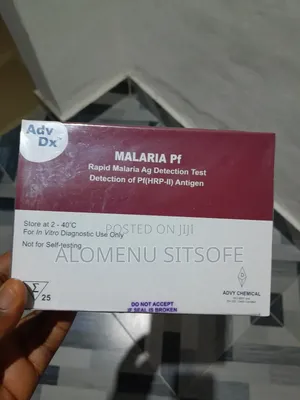 Adv
Dx™
MALARIA Pf
Rapid Malaria Ag Detection Test
Detection of Pf(HRP-II) Antigen
Store at 2 - 40°C
For In Vitro Diagnostic Use Only
Not for Self-testing
POSTED ON JIJI
ALOMENU SITSOFE
Σ
25
ADVY CHEMICAL
DO NOT ACCEPT
IF SEAL IS BROKEN